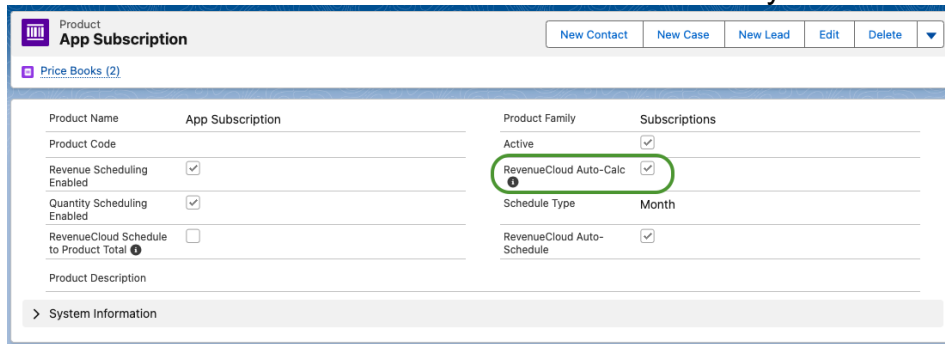 Product
App Subscription
New Contact
New Case
New Lead
Edit
Delete
Price Books (2)
Product Name App Subscription
Product Family Subscriptions
Product Code
Active
Revenue Scheduling
Enabled
RevenueCloud Auto-Calc
Quantity Scheduling
Enabled
Schedule Type Month
RevenueCloud Schedule
to Product Total
RevenueCloud Auto-
Schedule
Product Description
System Information